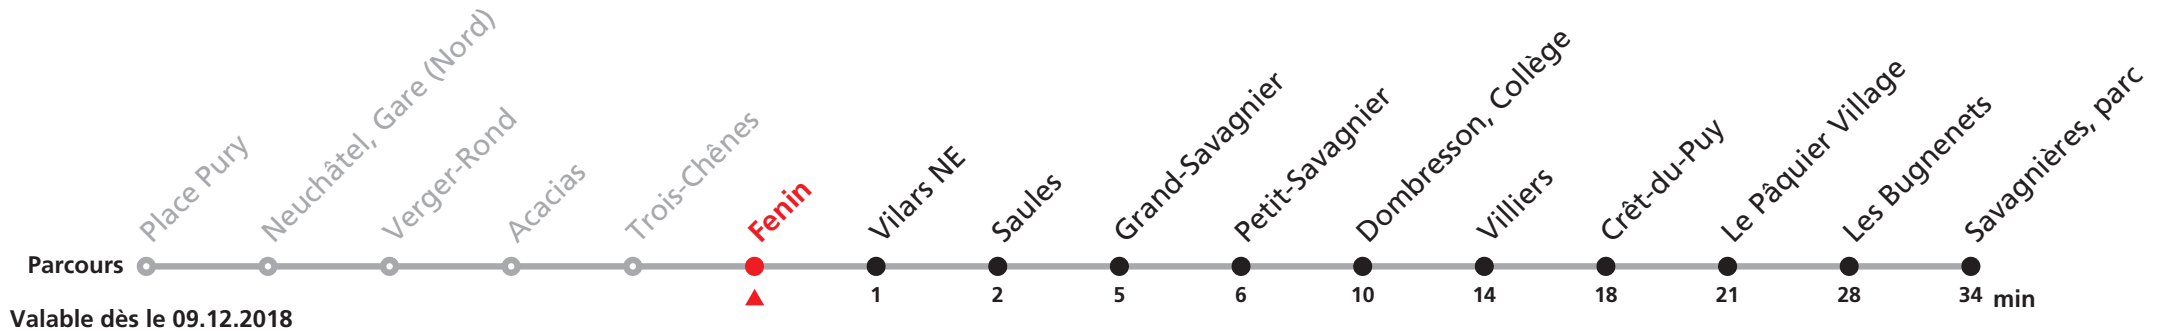 Place Pury
Neuchâtel, Gare (Nord)
Verger-Rond
Acacias
Trois-Chênes
Fenin
Vilars NE
Saules
Grand-Savagnier
Petit-Savagnier
Dombresson, Collège
Villiers
Crêt-du-Puy
Le Pâquier Village
Les Bugnenets
Savagnières, parc
Parcours
1 2 5 6 10 14 18 21 28 34 min
Valable dès le 09.12.2018